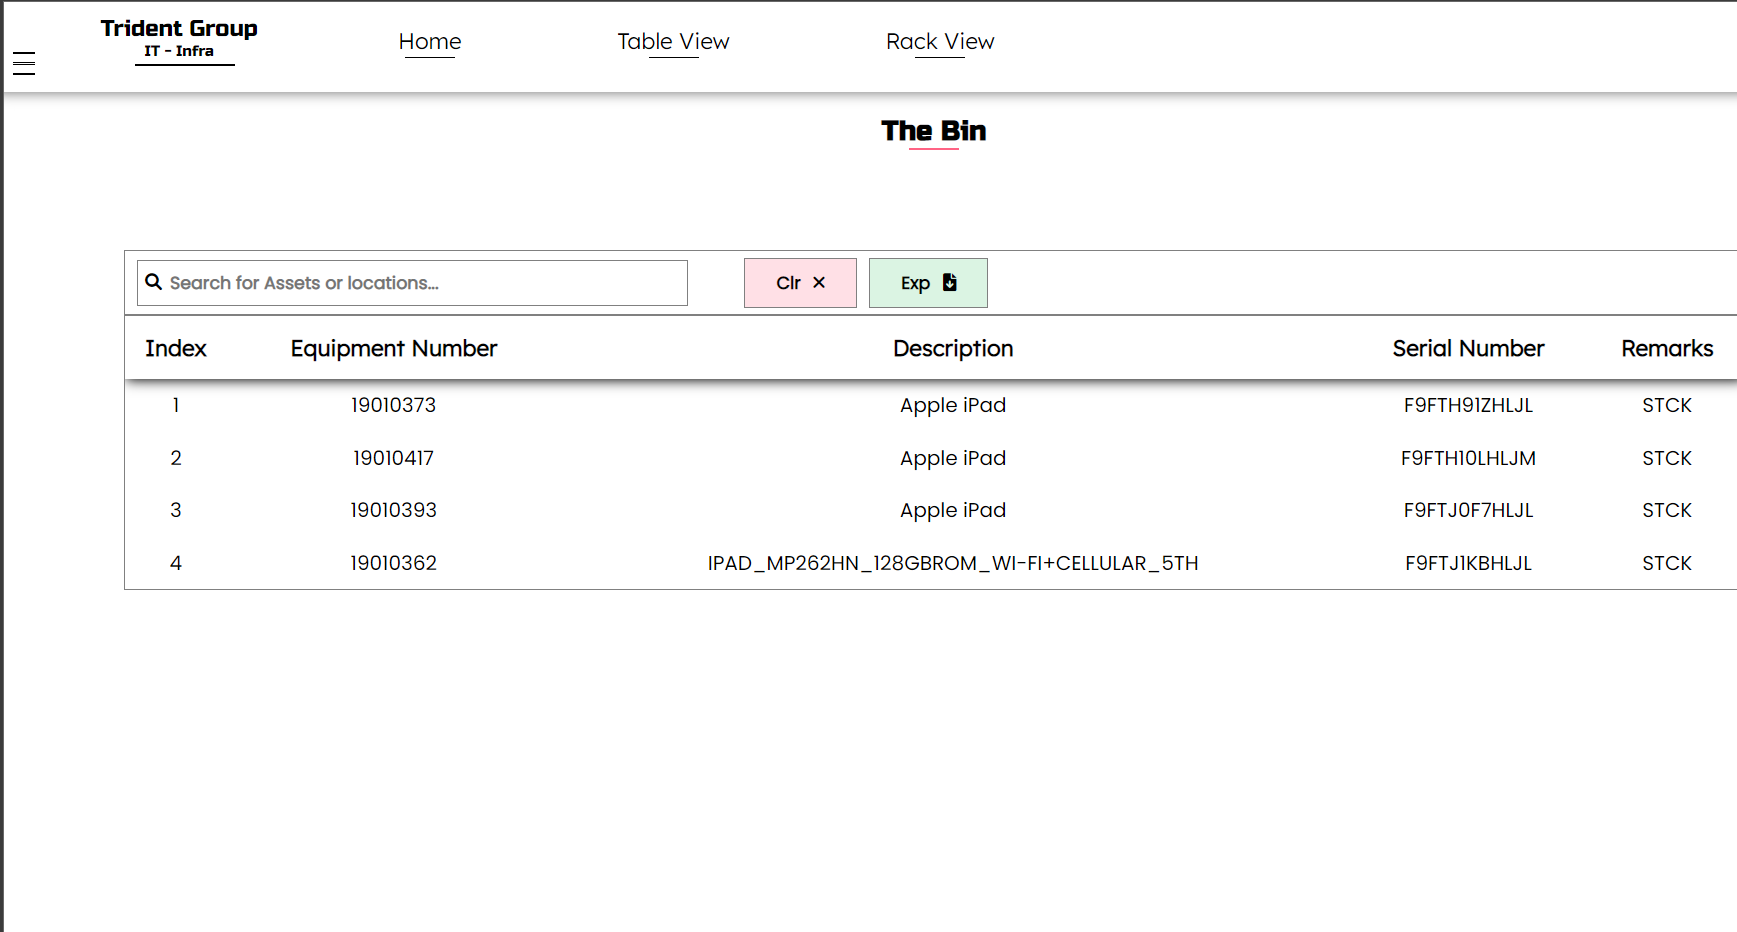 Trident Group
IT - Infra
Home
Table View
Rack View
The Bin
Search for Assets or locations...
Clr ×
Exp
Index Equipment Number Description Serial Number Remarks
1 19010373 Apple iPad F9FTH91ZHLJL STCK
2 19010417 Apple iPad F9FTH10LHLJM STCK
3 19010393 Apple iPad F9FTJ0F7HLJL STCK
4 19010362 IPAD_MP262HN_128GBROM_WI-FI+CELLULAR_5TH F9FTJ1KBHLJL STCK